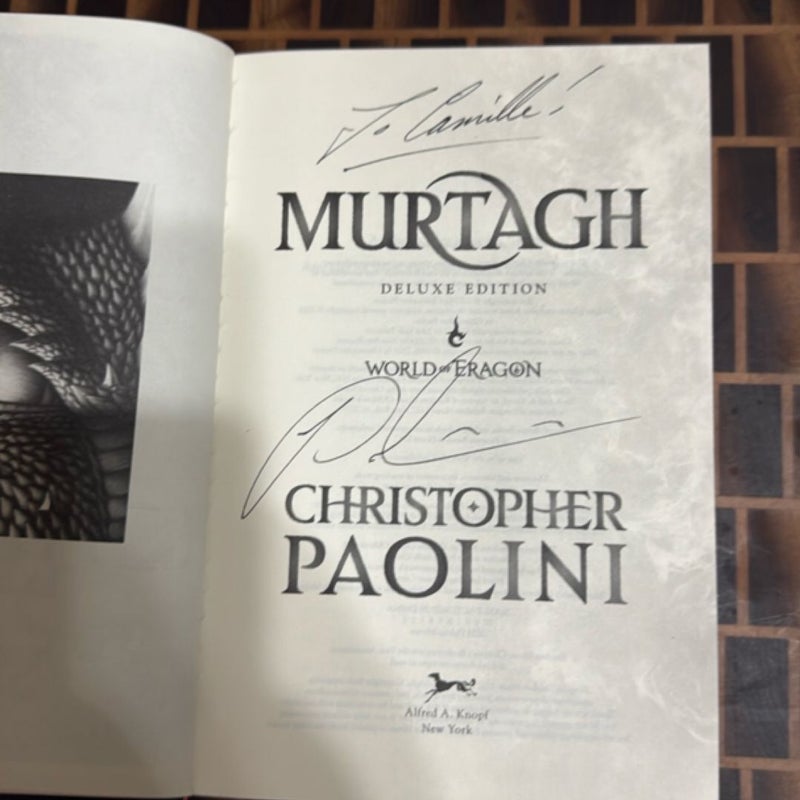 To Camille!
MURTAGH
DELUXE EDITION
WORLD OF ERAGON
CHRISTOPHER
PAOLINI
Alfred A. Knopf
New York